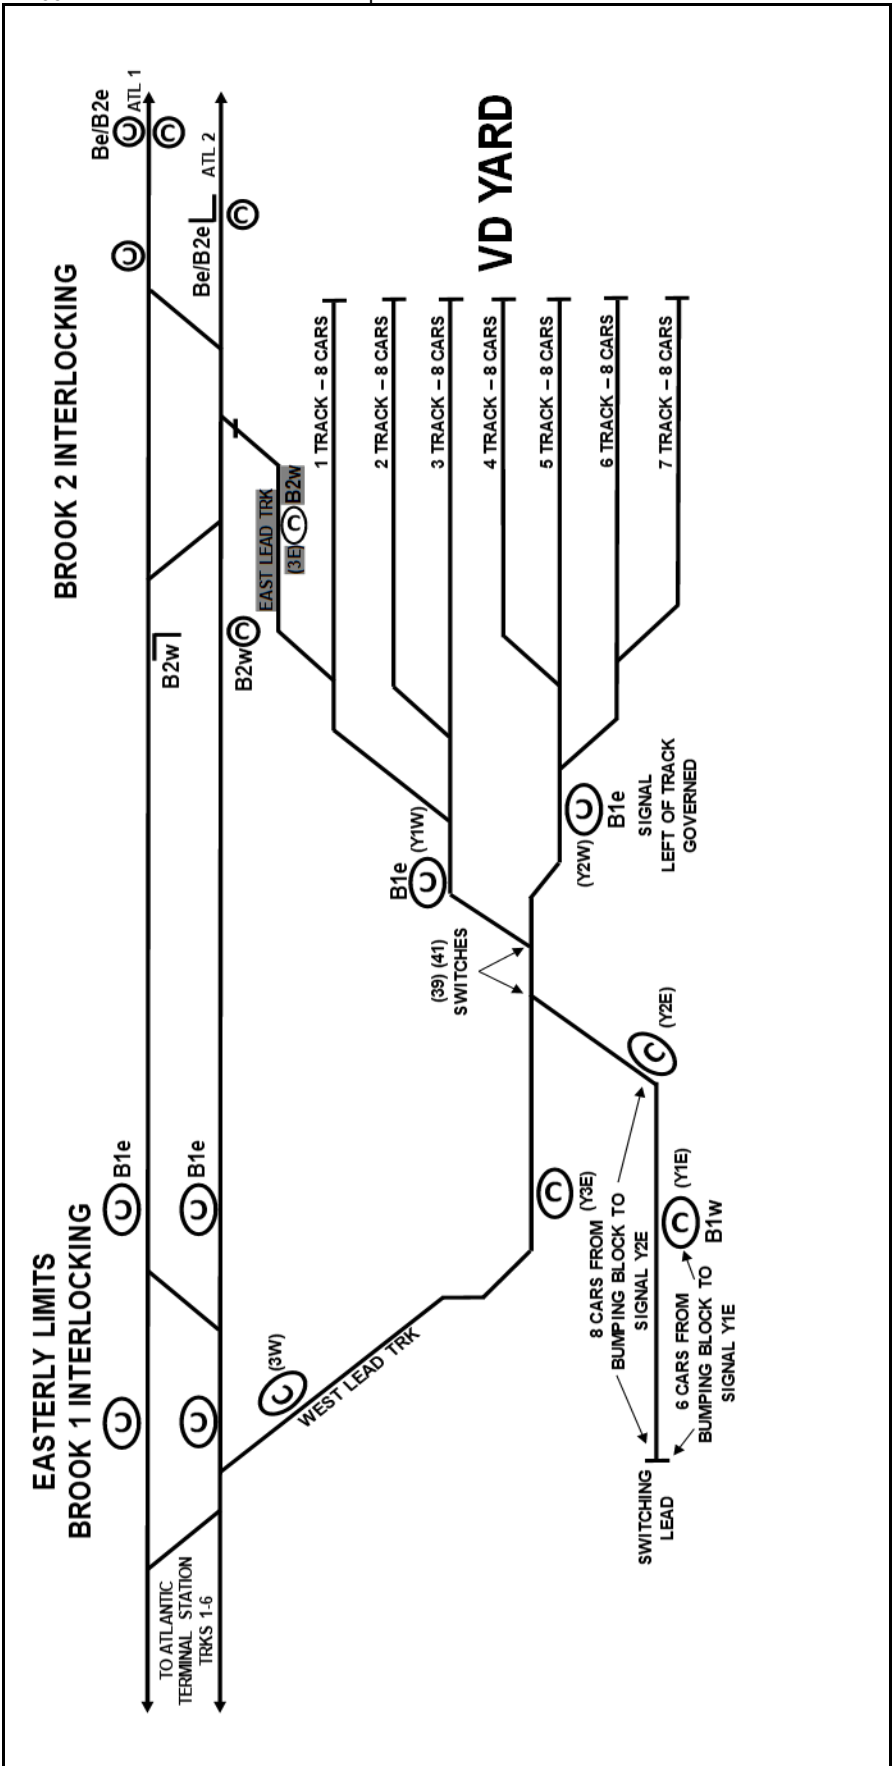 EASTERLY LIMITS
BROOK 1 INTERLOCKING
BROOK 2 INTERLOCKING
B1e
Be/B2e
ATL 1
C
C
C
C
C
TO ATLANTIC
TERMINAL STATION
TRKS 1-6
B1e
C
C
B2w
Be/B2e
ATL 2
C
B2w
C
(3W)
C
WEST LEAD TRK
EAST LEAD TRK
(3E)
C
B2w
VD YARD
1 TRACK – 8 CARS
2 TRACK – 8 CARS
3 TRACK – 8 CARS
4 TRACK – 8 CARS
5 TRACK – 8 CARS
6 TRACK – 8 CARS
7 TRACK – 8 CARS
B1e
(Y1W)
C
(39) (41)
SWITCHES
(Y2W)
C
B1e
SIGNAL
LEFT OF TRACK
GOVERNED
C
(Y3E)
C
(Y2E)
8 CARS FROM
BUMPING BLOCK TO
SIGNAL Y2E
C
(Y1E)
B1w
6 CARS FROM
BUMPING BLOCK TO
SIGNAL Y1E
SWITCHING
LEAD